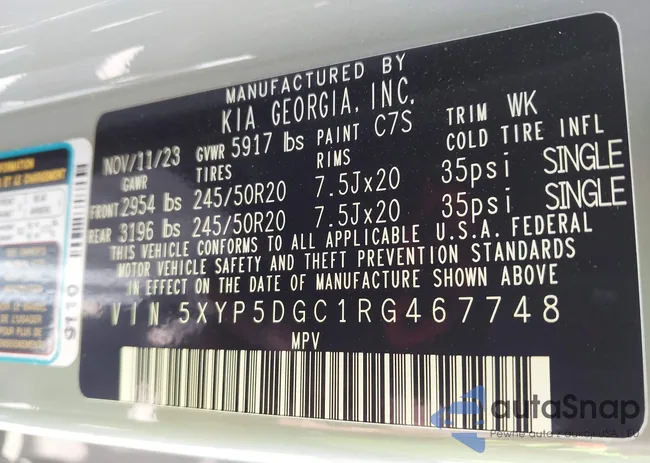 MANUFACTURED BY
KIA GEORGIA, INC.
NOV/11/23 GVWR 5917 lbs PAINT C7S TRIM WK
GAWR TIRES RIMS COLD TIRE INFL
FRONT 2954 lbs 245/50R20 7.5Jx20 35psi SINGLE
REAR 3196 lbs 245/50R20 7.5Jx20 35psi SINGLE
THIS VEHICLE CONFORMS TO ALL APPLICABLE U.S.A. FEDERAL
MOTOR VEHICLE SAFETY AND THEFT PREVENTION STANDARDS
IN EFFECT ON THE DATE OF MANUFACTURE SHOWN ABOVE
VIN 5XYP5DGC1RG467748
MPV
9110
autaSnap